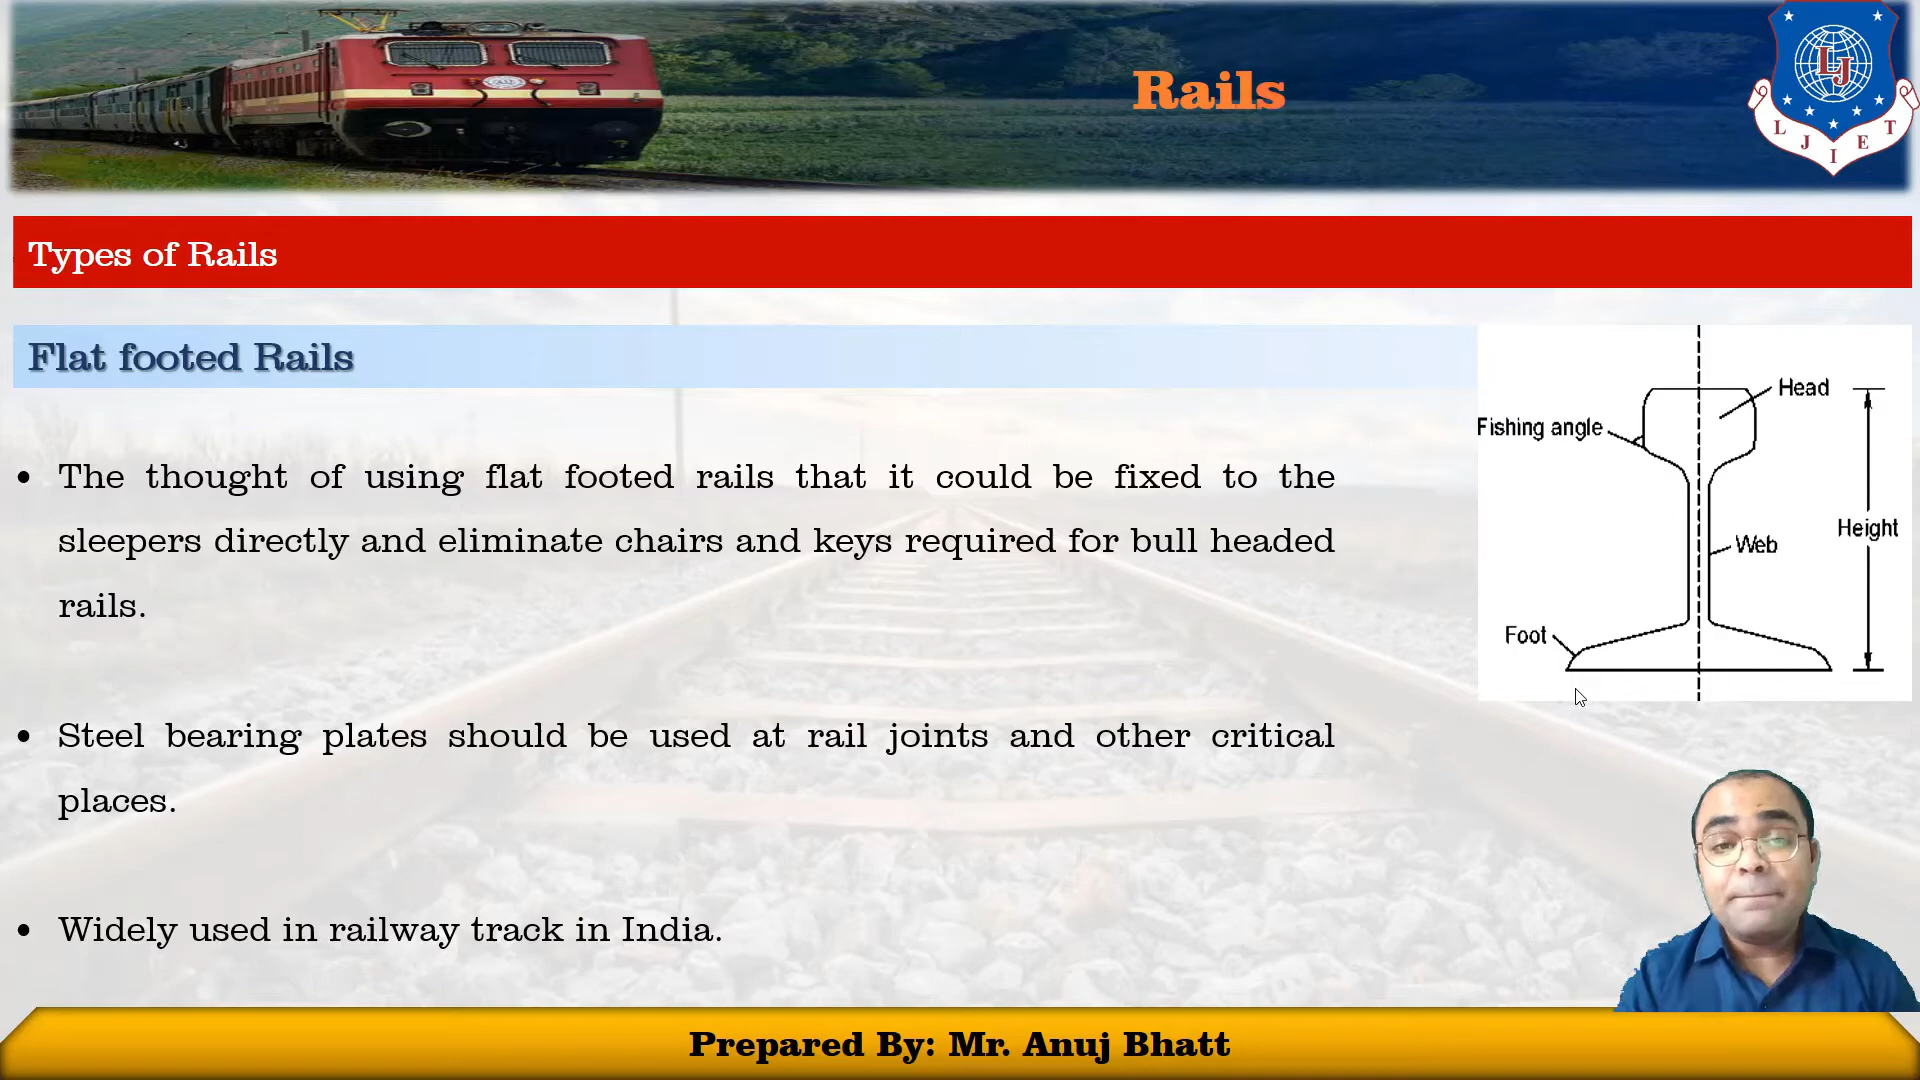 Rails
LJ
L J I E T
Types of Rails
Flat footed Rails
• The thought of using flat footed rails that it could be fixed to the
sleepers directly and eliminate chairs and keys required for bull headed
rails.
• Steel bearing plates should be used at rail joints and other critical
places.
• Widely used in railway track in India.
Head
Fishing angle
Height
Web
Foot
Prepared By: Mr. Anuj Bhatt